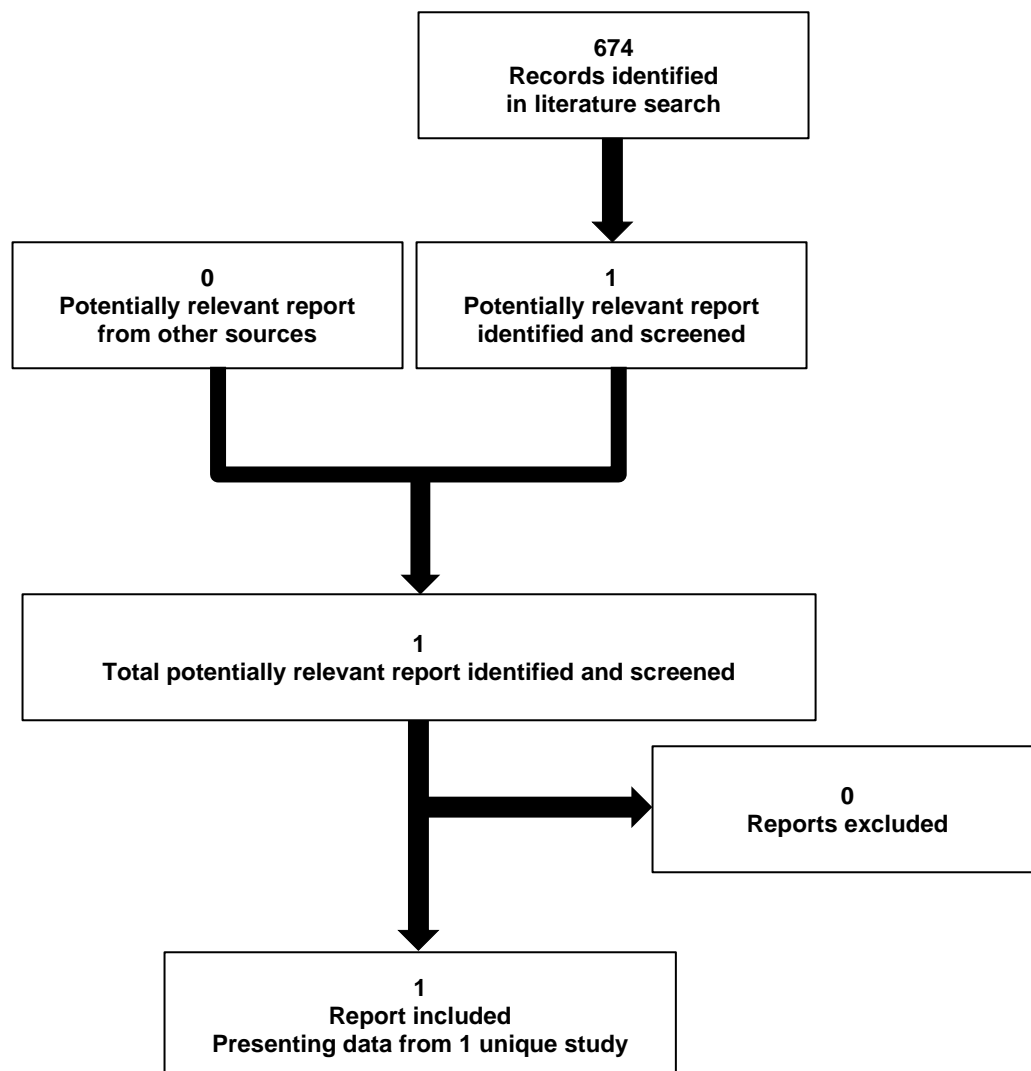 674
Records identified
in literature search
0
Potentially relevant report
from other sources
1
Potentially relevant report
identified and screened
1
Total potentially relevant report identified and screened
0
Reports excluded
1
Report included
Presenting data from 1 unique study